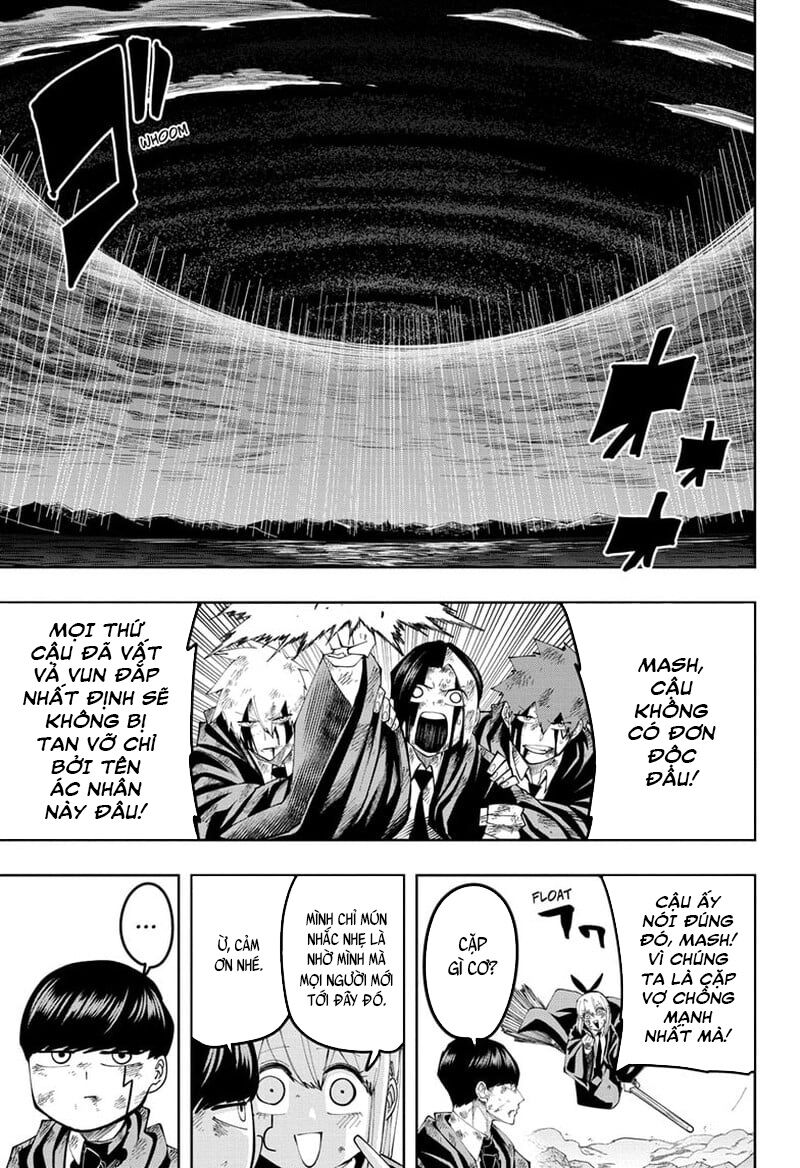 WHOOM
MASH,
CẬU
KHÔNG
CÓ ĐƠN
ĐỘC
ĐÂU!
MỌI THỨ
CẬU ĐÃ VẤT
VẢ VUN ĐẮP
NHẤT ĐỊNH SẼ
KHÔNG BỊ
TAN VỠ CHỈ
BỞI TÊN
ÁC NHÂN
NÀY ĐÂU!
CẬU ẤY
NÓI ĐÚNG
ĐÓ, MASH!
VÌ CHÚNG
TA LÀ CẶP
VỢ CHỒNG
MẠNH
NHẤT MÀ!
FLOAT
CẶP
GÌ CƠ?
MÌNH CHỈ MÚN
NHẮC NHẸ LÀ
NHỜ MÌNH MÀ
MỌI NGƯỜI MỚI
TỚI ĐÂY ĐÓ.
Ừ, CẢM
ƠN NHÉ.
...